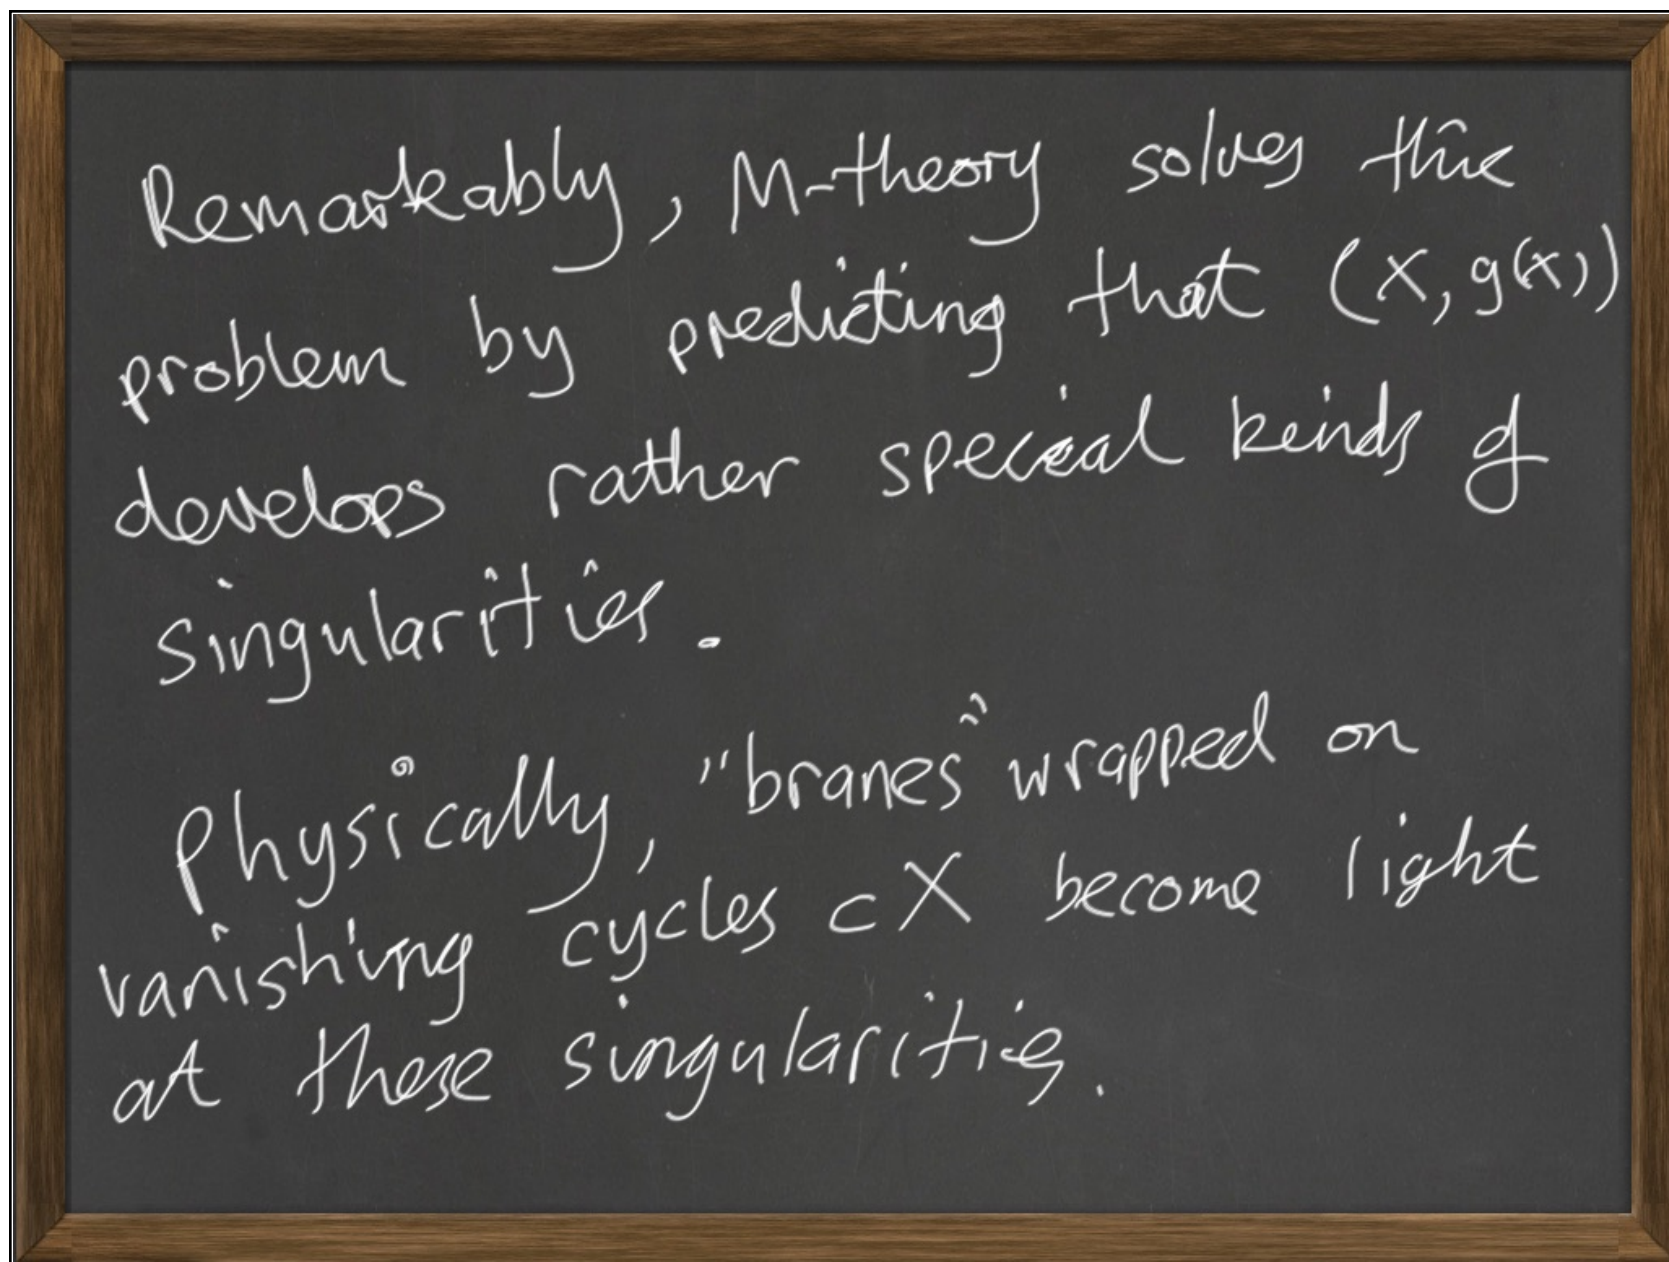 Remarkably, M-theory solves this
problem by predicting that (X, g(X))
develops rather special kinds of
singularities.
Physically, "branes" wrapped on
vanishing cycles ⊂ X become light
at these singularities.